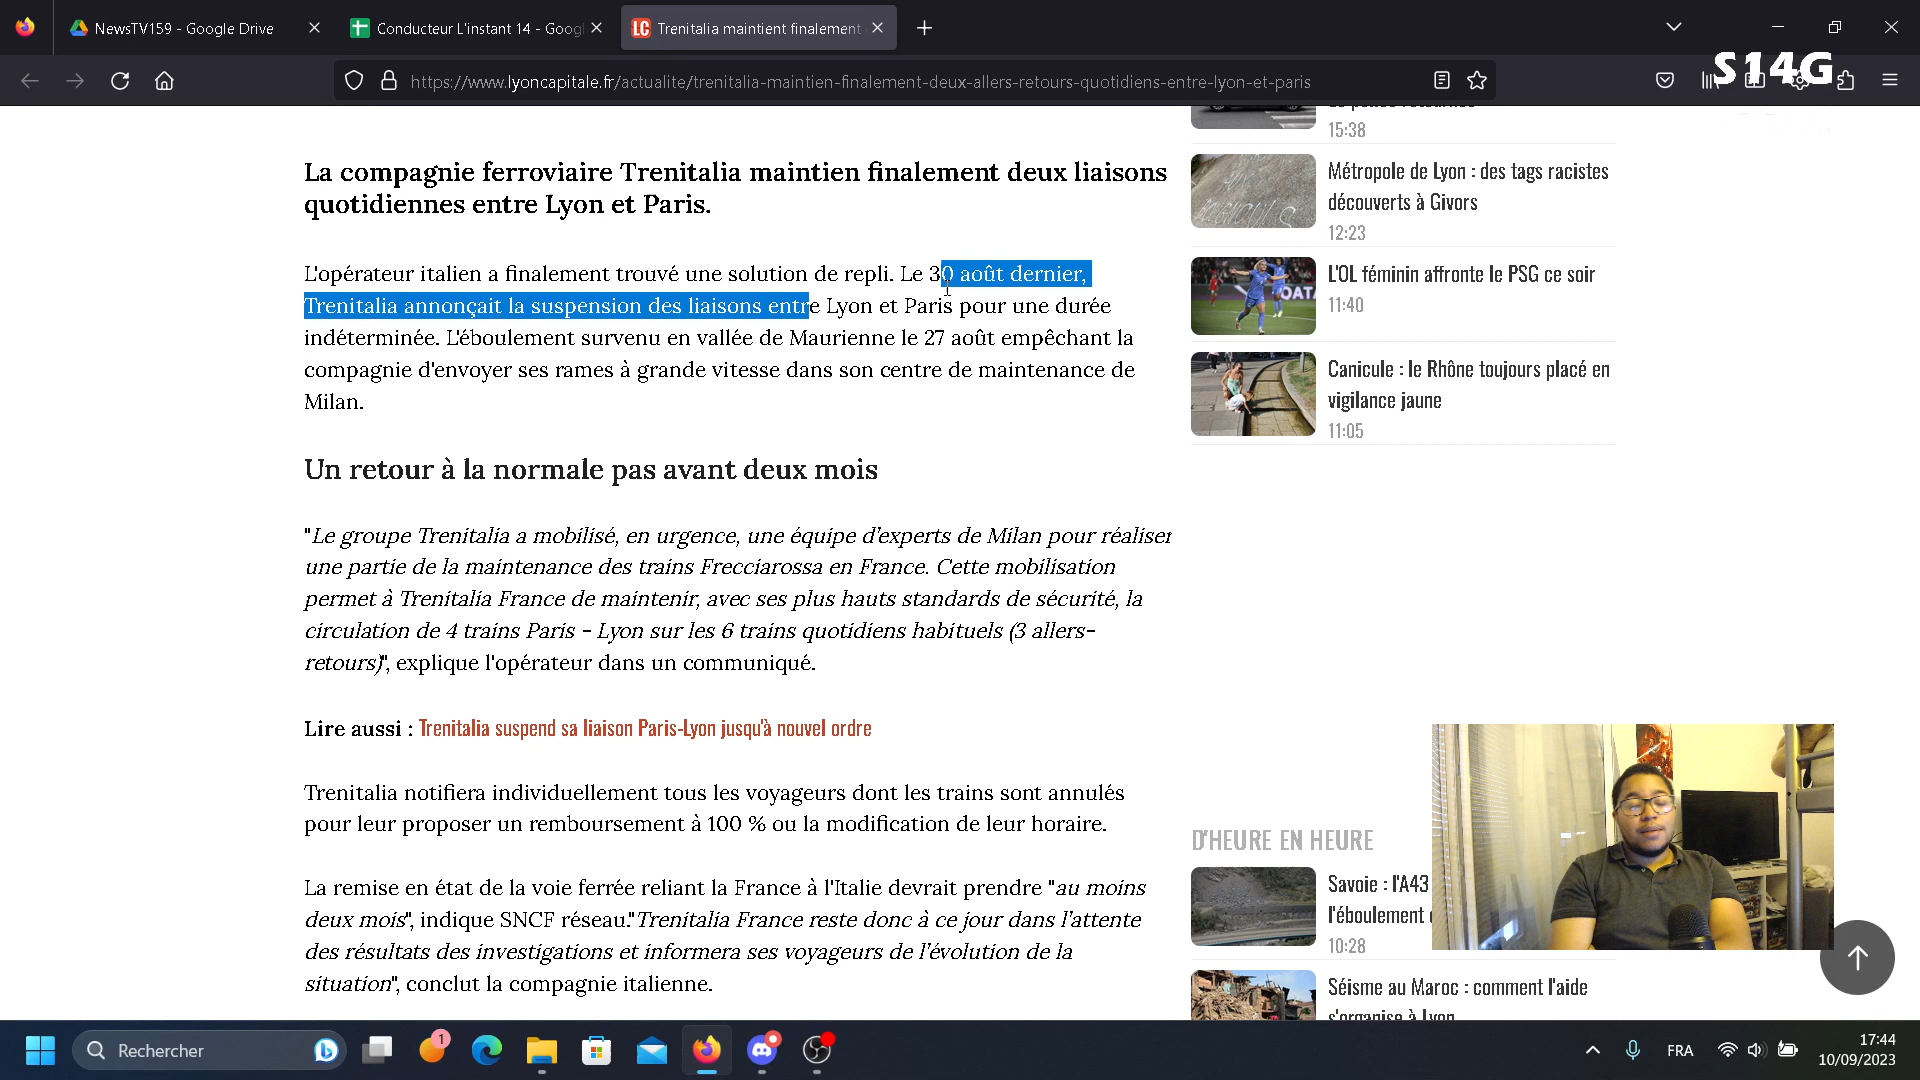 NewsTV159 - Google Drive
Conducteur L'instant 14 - Goog
LC
Trenitalia maintient finalement
https://www.lyoncapitale.fr/actualite/trenitalia-maintien-finalement-deux-allers-retours-quotidiens-entre-lyon-et-paris
S14G
La compagnie ferroviaire Trenitalia maintien finalement deux liaisons
quotidiennes entre Lyon et Paris.
L'opérateur italien a finalement trouvé une solution de repli. Le 30 août dernier,
Trenitalia annonçait la suspension des liaisons entre Lyon et Paris pour une durée
indéterminée. L'éboulement survenu en vallée de Maurienne le 27 août empêchant la
compagnie d'envoyer ses rames à grande vitesse dans son centre de maintenance de
Milan.
Un retour à la normale pas avant deux mois
"Le groupe Trenitalia a mobilisé, en urgence, une équipe d’experts de Milan pour réaliser
une partie de la maintenance des trains Frecciarossa en France. Cette mobilisation
permet à Trenitalia France de maintenir, avec ses plus hauts standards de sécurité, la
circulation de 4 trains Paris - Lyon sur les 6 trains quotidiens habituels (3 allers-
retours)", explique l'opérateur dans un communiqué.
Lire aussi : Trenitalia suspend sa liaison Paris-Lyon jusqu'à nouvel ordre
Trenitalia notifiera individuellement tous les voyageurs dont les trains sont annulés
pour leur proposer un remboursement à 100 % ou la modification de leur horaire.
La remise en état de la voie ferrée reliant la France à l'Italie devrait prendre "au moins
deux mois", indique SNCF réseau."Trenitalia France reste donc à ce jour dans l’attente
des résultats des investigations et informera ses voyageurs de l’évolution de la
situation", conclut la compagnie italienne.
15:38
Métropole de Lyon : des tags racistes
découverts à Givors
12:23
L'OL féminin affronte le PSG ce soir
11:40
Canicule : le Rhône toujours placé en
vigilance jaune
11:05
D'HEURE EN HEURE
Savoie : l'A43
l'éboulement
10:28
Séisme au Maroc : comment l'aide
s'organise à Lyon
Rechercher
1
FRA
17:44
10/09/2023